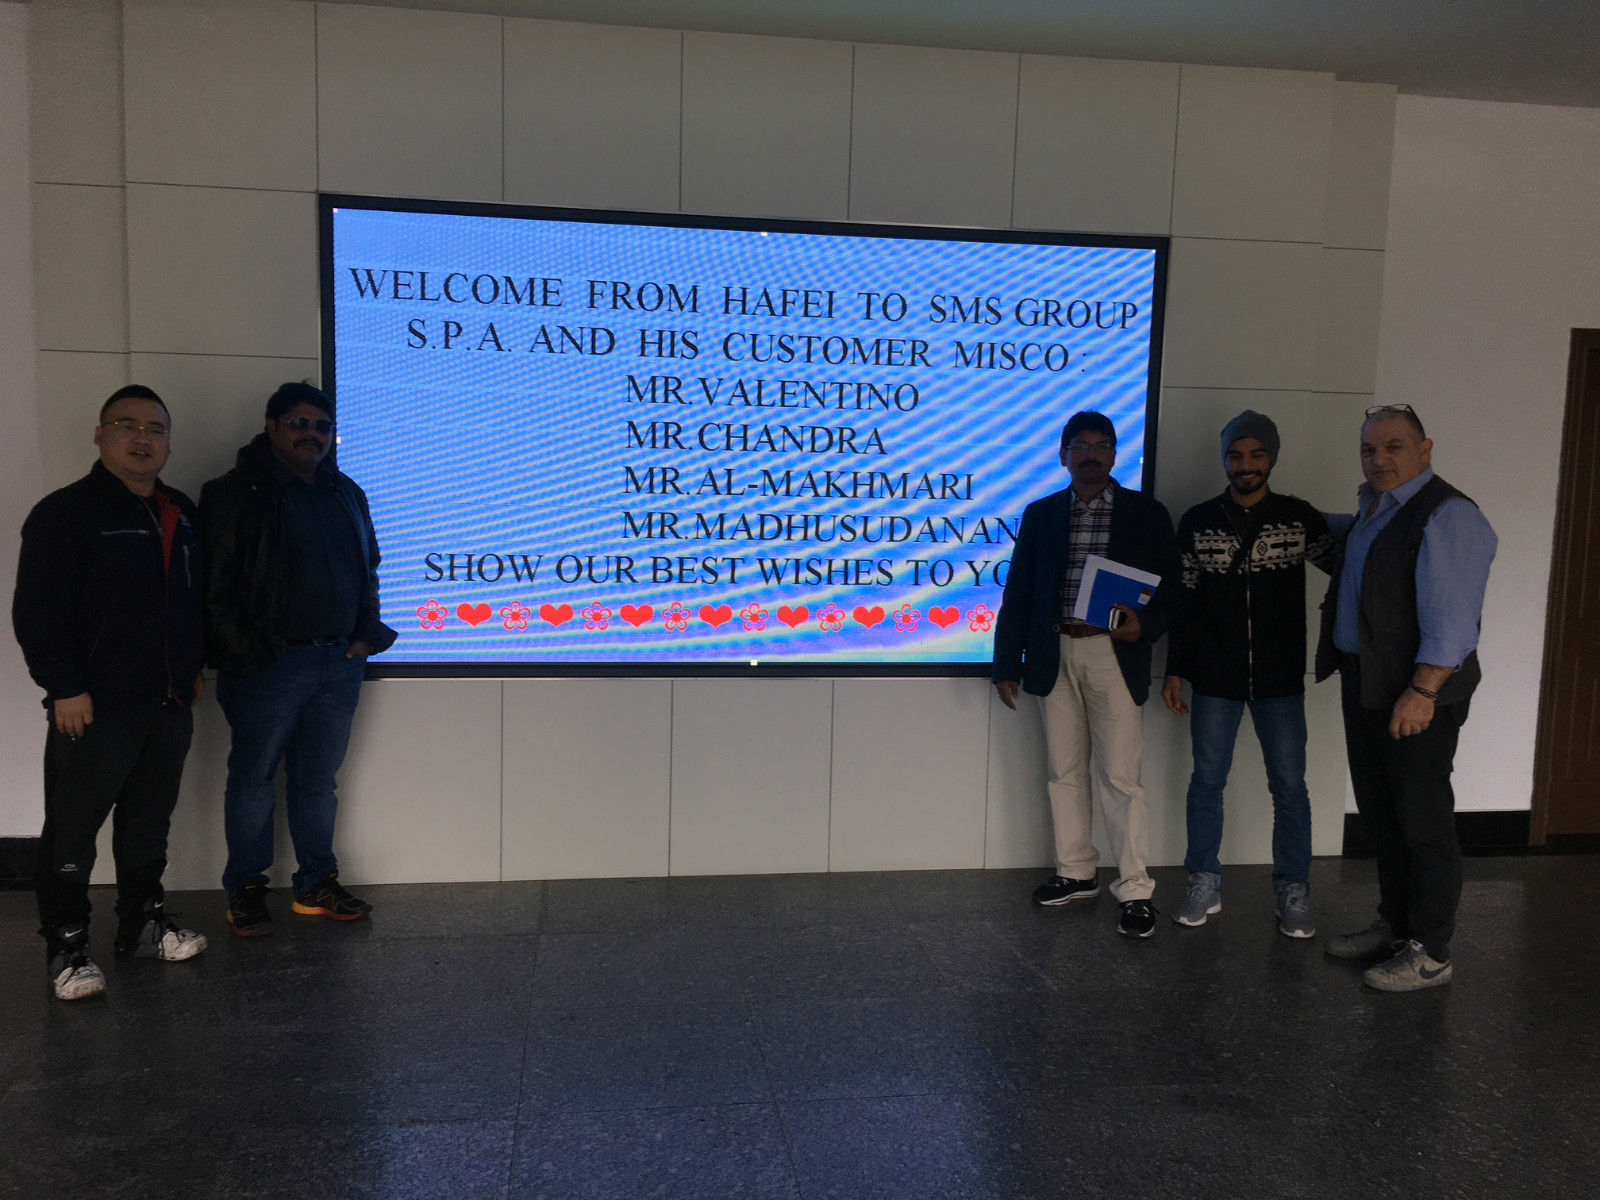 WELCOME FROM HAFEI TO SMS GROUP
S.P.A. AND HIS CUSTOMER MISCO :
MR.VALENTINO
MR.CHANDRA
MR.AL-MAKHMARI
MR.MADHUSUDANAN
SHOW OUR BEST WISHES TO